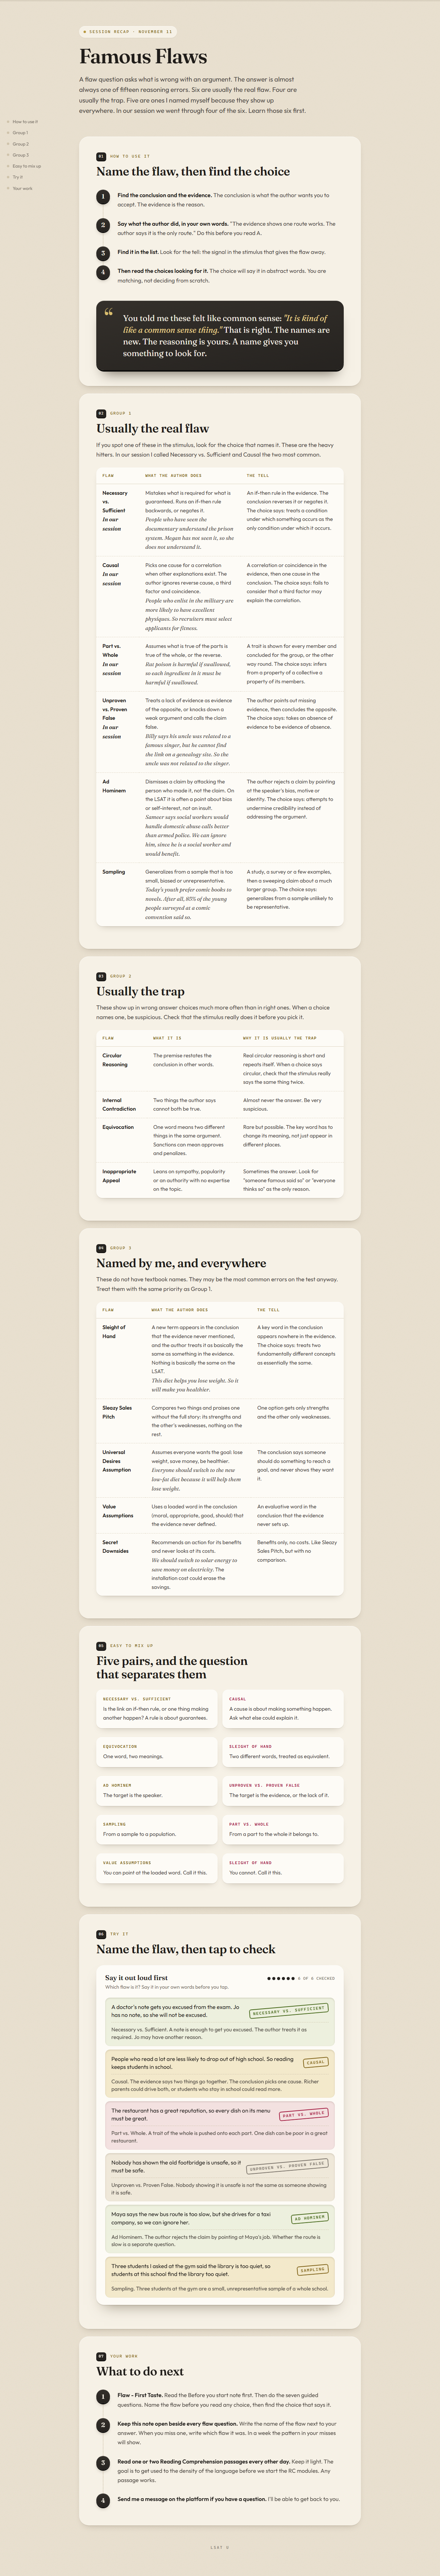 SESSION RECAP · NOVEMBER 11
Famous Flaws
A flaw question asks what is wrong with an argument. The answer is almost
always one of fifteen reasoning errors. Six are usually the real flaw. Four are
usually the trap. Five are ones I named myself because they show up
everywhere. In our session we went through four of the six. Learn those six first.
How to use it
Group 1
Group 2
Group 3
Easy to mix up
Try it
Your work
01 HOW TO USE IT
Name the flaw, then find the choice
1 Find the conclusion and the evidence. The conclusion is what the author wants you to
accept. The evidence is the reason.
2 Say what the author did, in your own words. "The evidence shows one route works. The
author says it is the only route." Do this before you read A.
3 Find it in the list. Look for the tell: the signal in the stimulus that gives the flaw away.
4 Then read the choices looking for it. The choice will say it in abstract words. You are
matching, not deciding from scratch.
You told me these felt like common sense: "It is kind of
like a common sense thing." That is right. The names are
new. The reasoning is yours. A name gives you
something to look for.
02 GROUP 1
Usually the real flaw
If you spot one of these in the stimulus, look for the choice that names it. These are the heavy
hitters. In our session I called Necessary vs. Sufficient and Causal the two most common.
FLAW WHAT THE AUTHOR DOES THE TELL
Necessary
vs.
Sufficient
In our
session
Mistakes what is required for what is
guaranteed. Runs an if-then rule
backwards, or negates it.
People who have seen the
documentary understand the prison
system. Megan has not seen it, so she
does not understand it.
An if-then rule in the evidence. The
conclusion reverses it or negates it.
The choice says: treats a condition
under which something occurs as the
only condition under which it occurs.
Causal
In our
session
Picks one cause for a correlation
when other explanations exist. The
author ignores reverse cause, a third
factor and coincidence.
People who enlist in the military are
more likely to have excellent
physiques. So recruiters must select
applicants for fitness.
A correlation or coincidence in the
evidence, then one cause in the
conclusion. The choice says: fails to
consider that a third factor may
explain the correlation.
Part vs.
Whole
In our
session
Assumes what is true of the parts is
true of the whole, or the reverse.
Rat poison is harmful if swallowed,
so each ingredient in it must be
harmful if swallowed.
A trait is shown for every member and
concluded for the group, or the other
way round. The choice says: infers
from a property of a collective a
property of its members.
Unproven
vs. Proven
False
In our
session
Treats a lack of evidence as evidence
of the opposite, or knocks down a
weak argument and calls the claim
false.
Billy says his uncle was related to a
famous singer, but he cannot find
the link on a genealogy site. So the
uncle was not related to the singer.
The author points out missing
evidence, then concludes the opposite.
The choice says: takes an absence of
evidence to be evidence of absence.
Ad
Hominem
Dismisses a claim by attacking the
person who made it, not the claim. On
the LSAT it is often a point about bias
or self-interest, not an insult.
Sameer says social workers would
handle domestic abuse calls better
than armed police. We can ignore
him, since he is a social worker and
would benefit.
The author rejects a claim by pointing
at the speaker's bias, motive or
identity. The choice says: attempts to
undermine credibility instead of
addressing the argument.
Sampling
Generalizes from a sample that is too
small, biased or unrepresentative.
Today's youth prefer comic books to
novels. After all, 85% of the young
people surveyed at a comic
convention said so.
A study, a survey or a few examples,
then a sweeping claim about a much
larger group. The choice says:
generalizes from a sample unlikely to
be representative.
03 GROUP 2
Usually the trap
These show up in wrong answer choices much more often than in right ones. When a choice
names one, be suspicious. Check that the stimulus really does it before you pick it.
FLAW WHAT IT IS WHY IT IS USUALLY THE TRAP
Circular
Reasoning
The premise restates the
conclusion in other words.
Real circular reasoning is short and
repeats itself. When a choice says
circular, check that the stimulus really
says the same thing twice.
Internal
Contradiction
Two things the author says
cannot both be true.
Almost never the answer. Be very
suspicious.
Equivocation
One word means two different
things in the same argument.
Sanctions can mean approves
and penalizes.
Rare but possible. The key word has to
change its meaning, not just appear in
different places.
Inappropriate
Appeal
Leans on sympathy, popularity
or an authority with no expertise
on the topic.
Sometimes the answer. Look for
"someone famous said so" or "everyone
thinks so" as the only reason.
04 GROUP 3
Named by me, and everywhere
These do not have textbook names. They may be the most common errors on the test anyway.
Treat them with the same priority as Group 1.
FLAW WHAT THE AUTHOR DOES THE TELL
Sleight of
Hand
A new term appears in the conclusion
that the evidence never mentioned,
and the author treats it as basically the
same as something in the evidence.
Nothing is basically the same on the
LSAT.
This diet helps you lose weight. So it
will make you healthier.
A key word in the conclusion
appears nowhere in the evidence.
The choice says: treats two
fundamentally different concepts
as essentially the same.
Sleazy Sales
Pitch
Compares two things and praises one
without the full story: its strengths and
the other's weaknesses, nothing on the
rest.
One option gets only strengths
and the other only weaknesses.
Universal
Desires
Assumption
Assumes everyone wants the goal: lose
weight, save money, be healthier.
Everyone should switch to the new
low-fat diet because it will help them
lose weight.
The conclusion says someone
should do something to reach a
goal, and never shows they want
it.
Value
Assumptions
Uses a loaded word in the conclusion
(moral, appropriate, good, should) that
the evidence never defined.
An evaluative word in the
conclusion that the evidence
never sets up.
Secret
Downsides
Recommends an action for its benefits
and never looks at its costs.
We should switch to solar energy to
save money on electricity. The
installation cost could erase the
savings.
Benefits only, no costs. Like Sleazy
Sales Pitch, but with no
comparison.
05 EASY TO MIX UP
Five pairs, and the question
that separates them
NECESSARY VS. SUFFICIENT
Is the link an if-then rule, or one thing making
another happen? A rule is about guarantees.
CAUSAL
A cause is about making something happen.
Ask what else could explain it.
EQUIVOCATION
One word, two meanings.
SLEIGHT OF HAND
Two different words, treated as equivalent.
AD HOMINEM
The target is the speaker.
UNPROVEN VS. PROVEN FALSE
The target is the evidence, or the lack of it.
SAMPLING
From a sample to a population.
PART VS. WHOLE
From a part to the whole it belongs to.
VALUE ASSUMPTIONS
You can point at the loaded word. Call it this.
SLEIGHT OF HAND
You cannot. Call it this.
06 TRY IT
Name the flaw, then tap to check
Say it out loud first
6 OF 6 CHECKED
Which flaw is it? Say it in your own words before you tap.
A doctor's note gets you excused from the exam. Jo
has no note, so she will not be excused.
NECESSARY VS. SUFFICIENT
Necessary vs. Sufficient. A note is enough to get you excused. The author treats it as
required. Jo may have another reason.
People who read a lot are less likely to drop out of high school. So reading
keeps students in school.
CAUSAL
Causal. The evidence says two things go together. The conclusion picks one cause. Richer
parents could drive both, or students who stay in school could read more.
The restaurant has a great reputation, so every dish on its menu
must be great.
PART VS. WHOLE
Part vs. Whole. A trait of the whole is pushed onto each part. One dish can be poor in a great
restaurant.
Nobody has shown the old footbridge is unsafe, so it
must be safe.
UNPROVEN VS. PROVEN FALSE
Unproven vs. Proven False. Nobody showing it is unsafe is not the same as someone showing
it is safe.
Maya says the new bus route is too slow, but she drives for a taxi
company, so we can ignore her.
AD HOMINEM
Ad Hominem. The author rejects the claim by pointing at Maya's job. Whether the route is
slow is a separate question.
Three students I asked at the gym said the library is too quiet, so
students at this school find the library too quiet.
SAMPLING
Sampling. Three students at the gym are a small, unrepresentative sample of a whole school.
07 YOUR WORK
What to do next
1 Flaw - First Taste. Read the Before you start note first. Then do the seven guided
questions. Name the flaw before you read any choice, then find the choice that says it.
2 Keep this note open beside every flaw question. Write the name of the flaw next to your
answer. When you miss one, write which flaw it was. In a week the pattern in your misses
will show.
3 Read one or two Reading Comprehension passages every other day. Keep it light. The
goal is to get used to the density of the language before we start the RC modules. Any
passage works.
4 Send me a message on the platform if you have a question. I'll be able to get back to you.
LSAT S